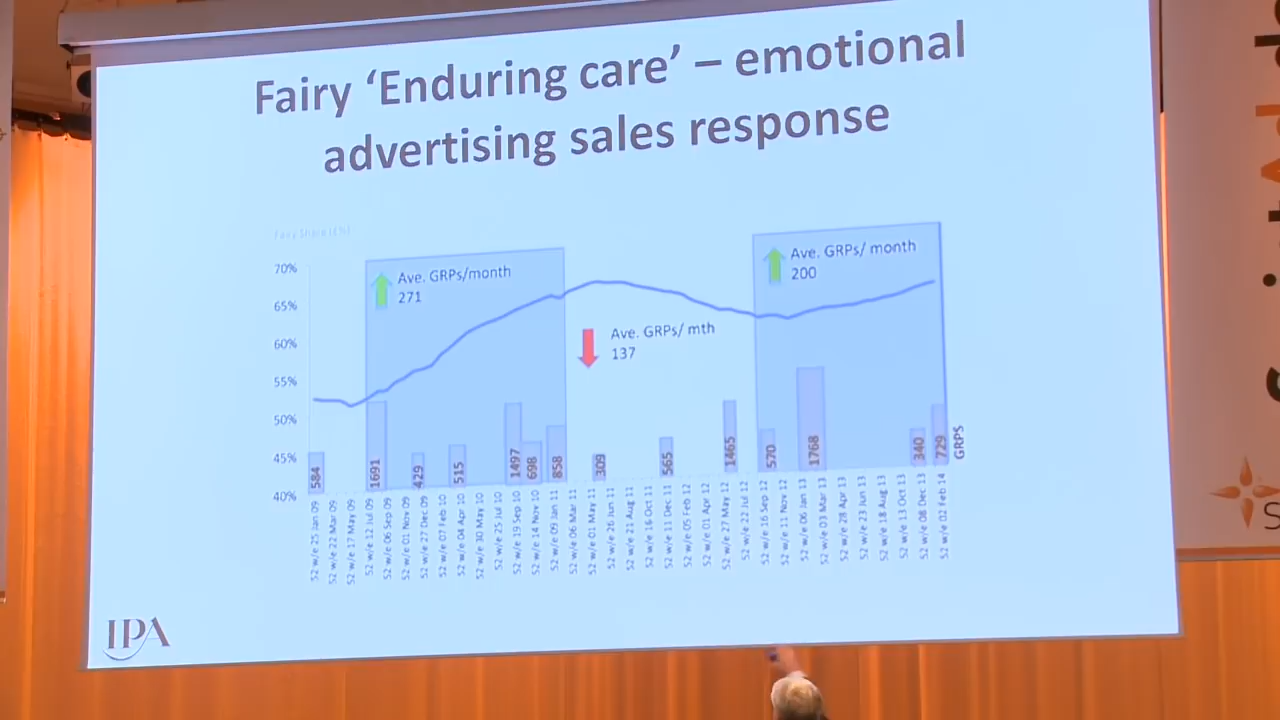 Fairy ‘Enduring care’ – emotional
advertising sales response
70%
65%
60%
55%
50%
45%
40%
Ave. GRPs/month
271
Ave. GRPs/ mth
137
Ave. GRPs/ month
200
584
1691
429
515
1497
698
858
309
565
1465
570
1768
340
729
GRPS
52 w/e 25 Jan 09
52 w/e 22 Mar 09
52 w/e 17 May 09
52 w/e 12 Jul 09
52 w/e 06 Sep 09
52 w/e 01 Nov 09
52 w/e 27 Dec 09
52 w/e 07 Feb 10
52 w/e 04 Apr 10
52 w/e 30 May 10
52 w/e 25 Jul 10
52 w/e 19 Sep 10
52 w/e 14 Nov 10
52 w/e 09 Jan 11
52 w/e 06 Mar 11
52 w/e 01 May 11
52 w/e 26 Jun 11
52 w/e 21 Aug 11
52 w/e 16 Oct 11
52 w/e 11 Dec 11
52 w/e 05 Feb 12
52 w/e 01 Apr 12
52 w/e 27 May 12
52 w/e 22 Jul 12
52 w/e 16 Sep 12
52 w/e 11 Nov 12
52 w/e 06 Jan 13
52 w/e 03 Mar 13
52 w/e 28 Apr 13
52 w/e 23 Jun 13
52 w/e 18 Aug 13
52 w/e 13 Oct 13
52 w/e 08 Dec 13
52 w/e 02 Feb 14
IPA